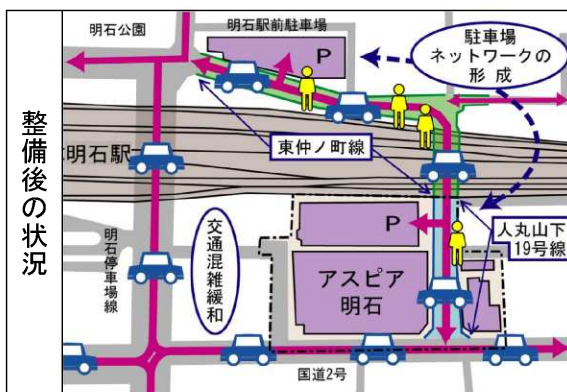 整備後の状況
明石公園
明石駅前駐車場
P
駐車場
ネットワークの
形成
明石駅
東仲ノ町線
人丸山下
19号線
明石停車場線
交通混雑緩和
P
アスピア
明石
国道2号